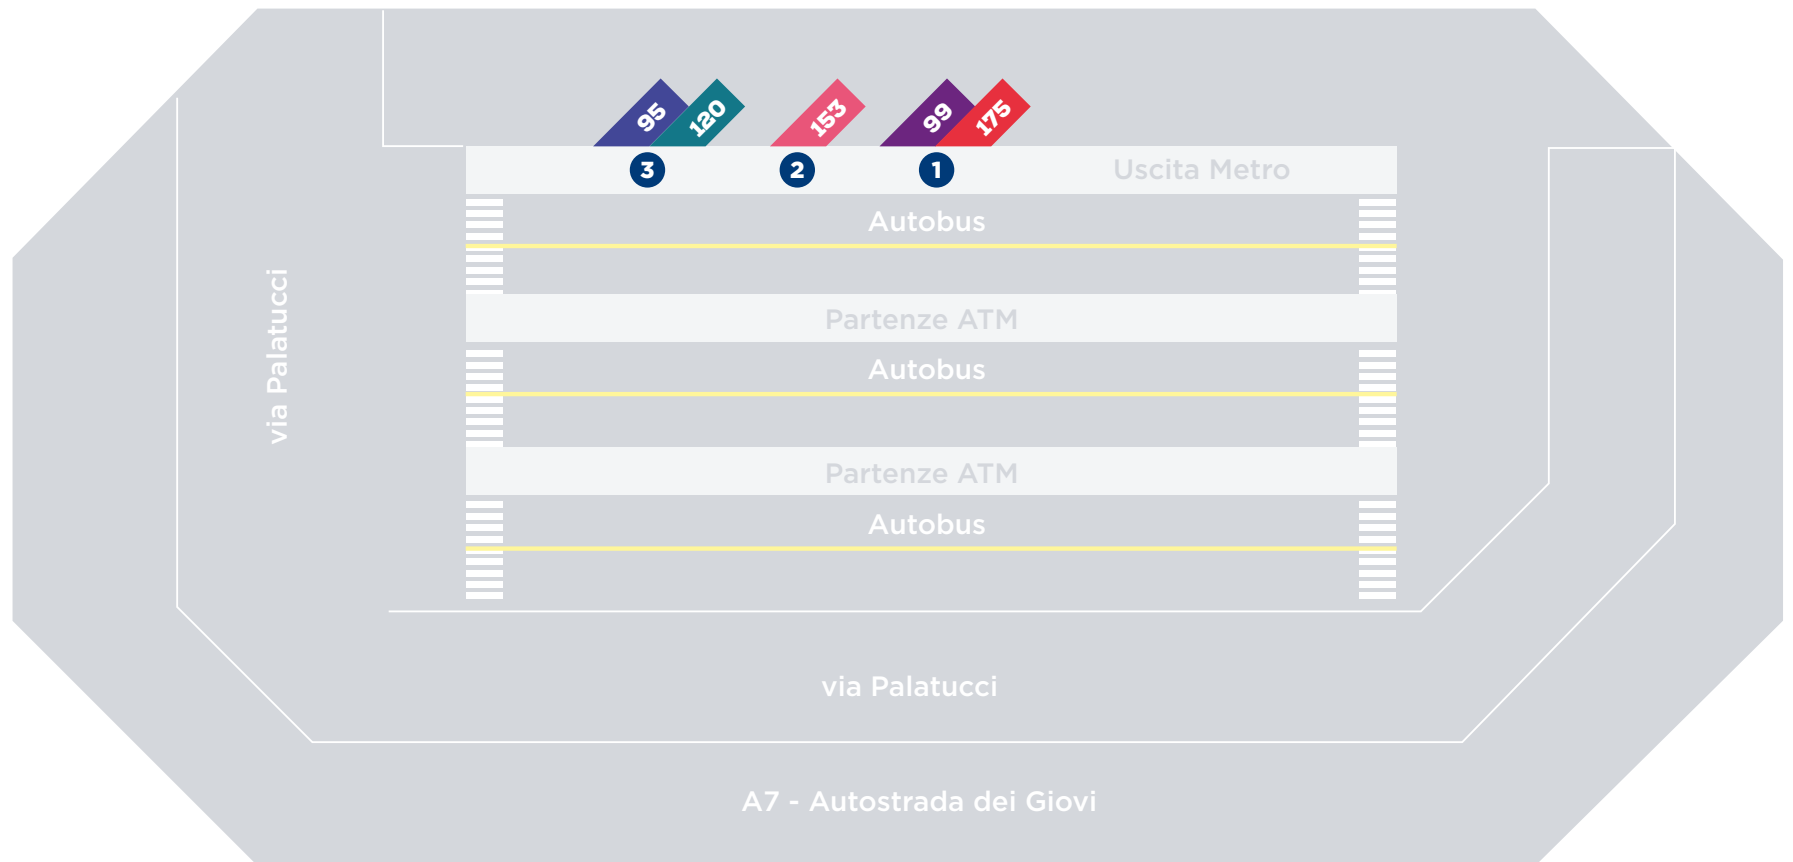 95
120
153
99
175
3
2
1
Uscita Metro
Autobus
Partenze ATM
via Palatucci
Autobus
Partenze ATM
Autobus
via Palatucci
A7 - Autostrada dei Giovi